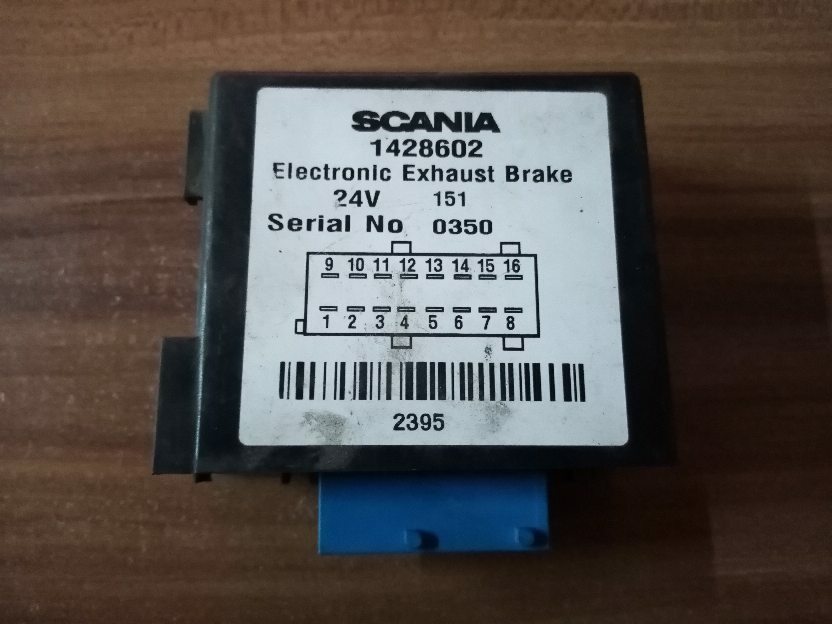 SCANIA
1428602
Electronic Exhaust Brake
24V 151
Serial No 0350
9 10 11 12 13 14 15 16
1 2 3 4 5 6 7 8
2395